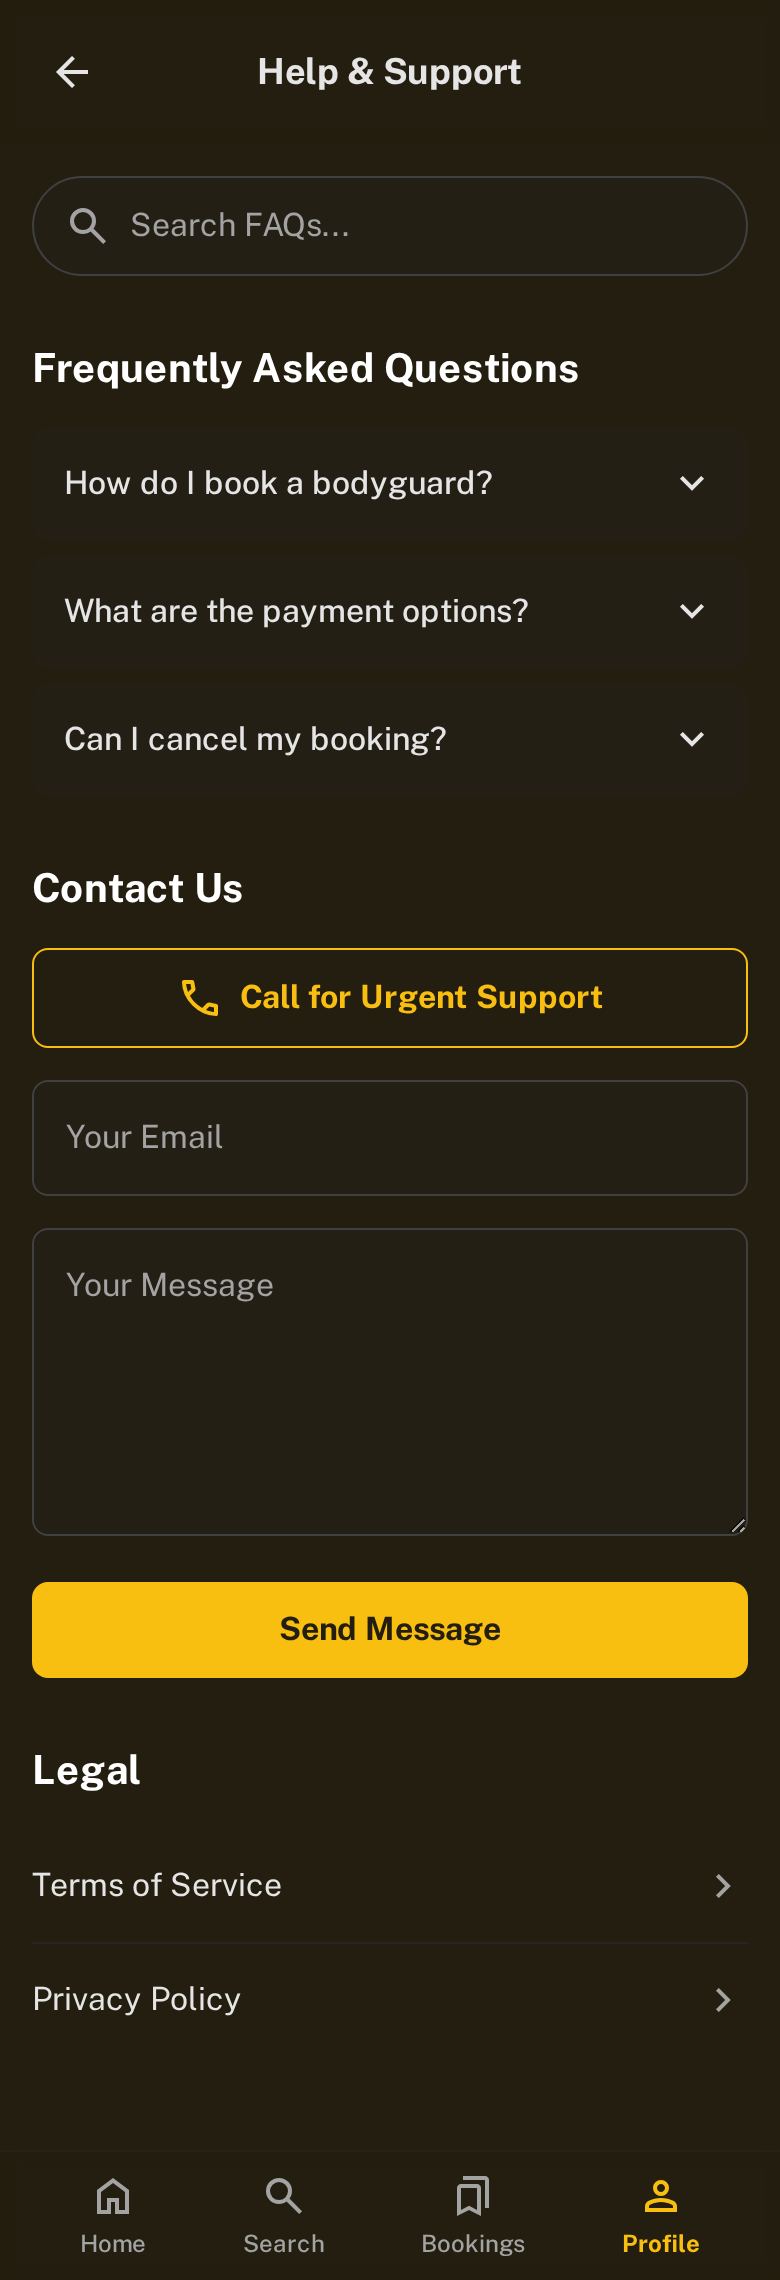 Help & Support
Search FAQs...
Frequently Asked Questions
How do I book a bodyguard?
What are the payment options?
Can I cancel my booking?
Contact Us
Call for Urgent Support
Your Email
Your Message
Send Message
Legal
Terms of Service
Privacy Policy
Home
Search
Bookings
Profile